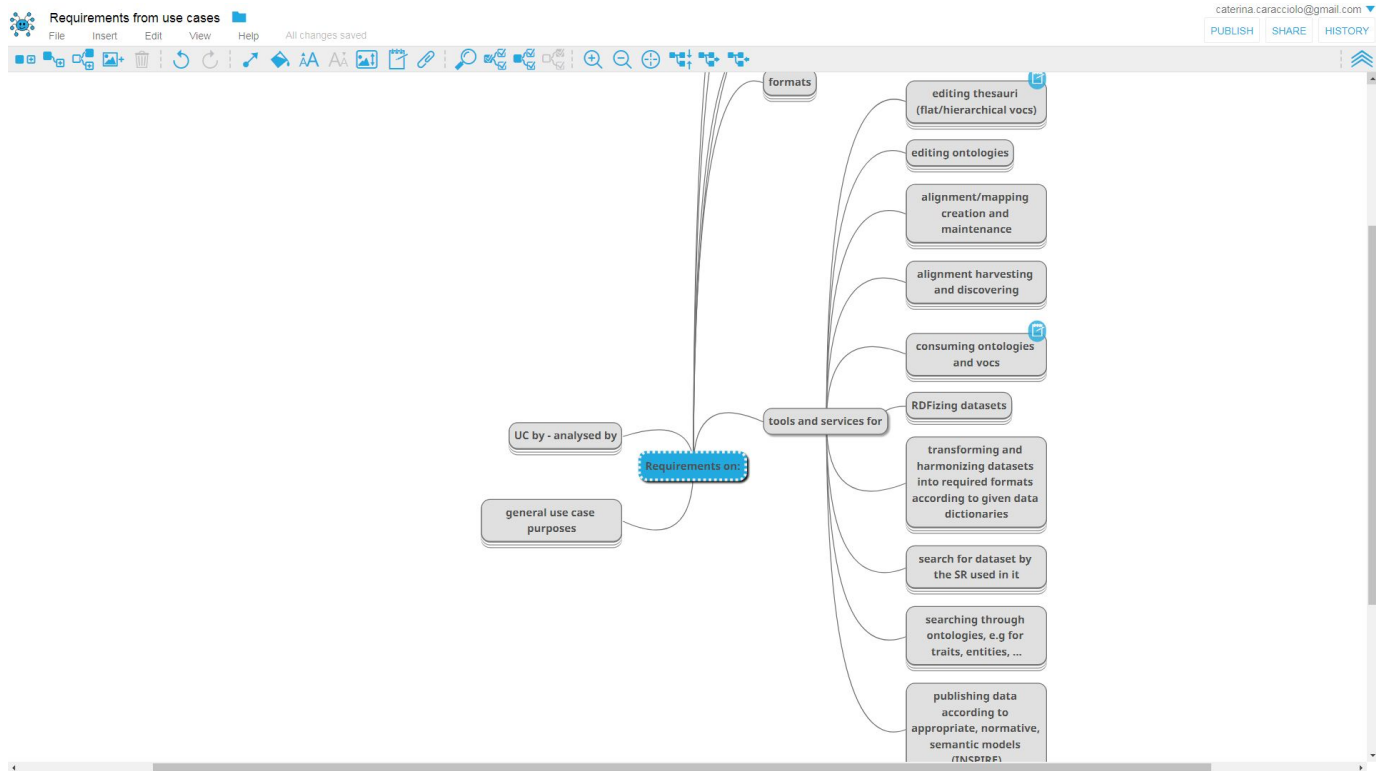 caterina.caracciolo@gmail.com
Requirements from use cases
File Insert Edit View Help All changes saved
PUBLISH SHARE HISTORY
formats
editing thesauri
(flat/hierarchical vocs)
editing ontologies
alignment/mapping
creation and
maintenance
alignment harvesting
and discovering
consuming ontologies
and vocs
RDFizing datasets
tools and services for
UC by - analysed by
Requirements on:
transforming and
harmonizing datasets
into required formats
according to given data
dictionaries
general use case
purposes
search for dataset by
the SR used in it
searching through
ontologies, e.g for
traits, entities, ...
publishing data
according to
appropriate, normative,
semantic models
(INSPIRE)